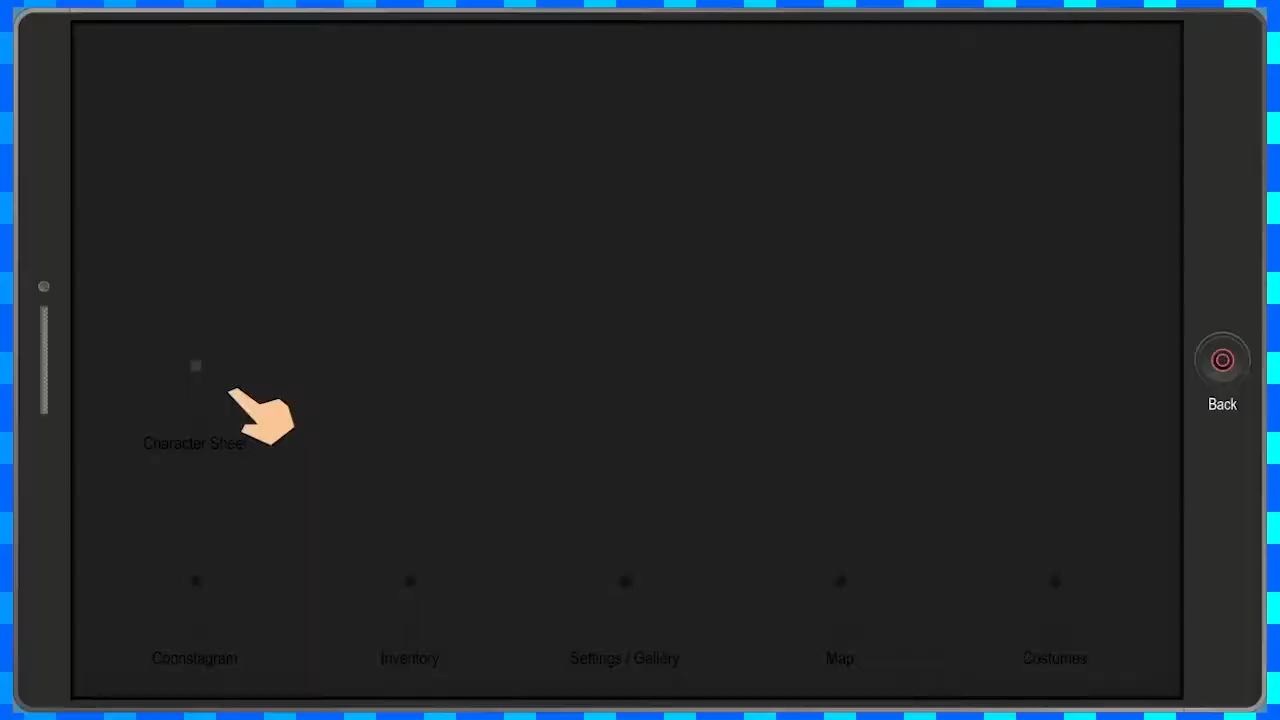 Back
Character Sheet
Coonstagram
Inventory
Settings / Gallery
Map
Costumes